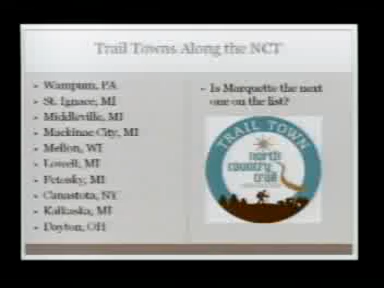 Trail Towns Along the NCT
Wampum, PA
St. Ignace, MI
Middleville, MI
Mackinac City, MI
Mellon, WI
Lowell, MI
Petosky, MI
Canastota, NY
Kalkaska, MI
Dayton, OH
Is Marquette the next
one on the list?
TRAIL TOWN
north
country
trail